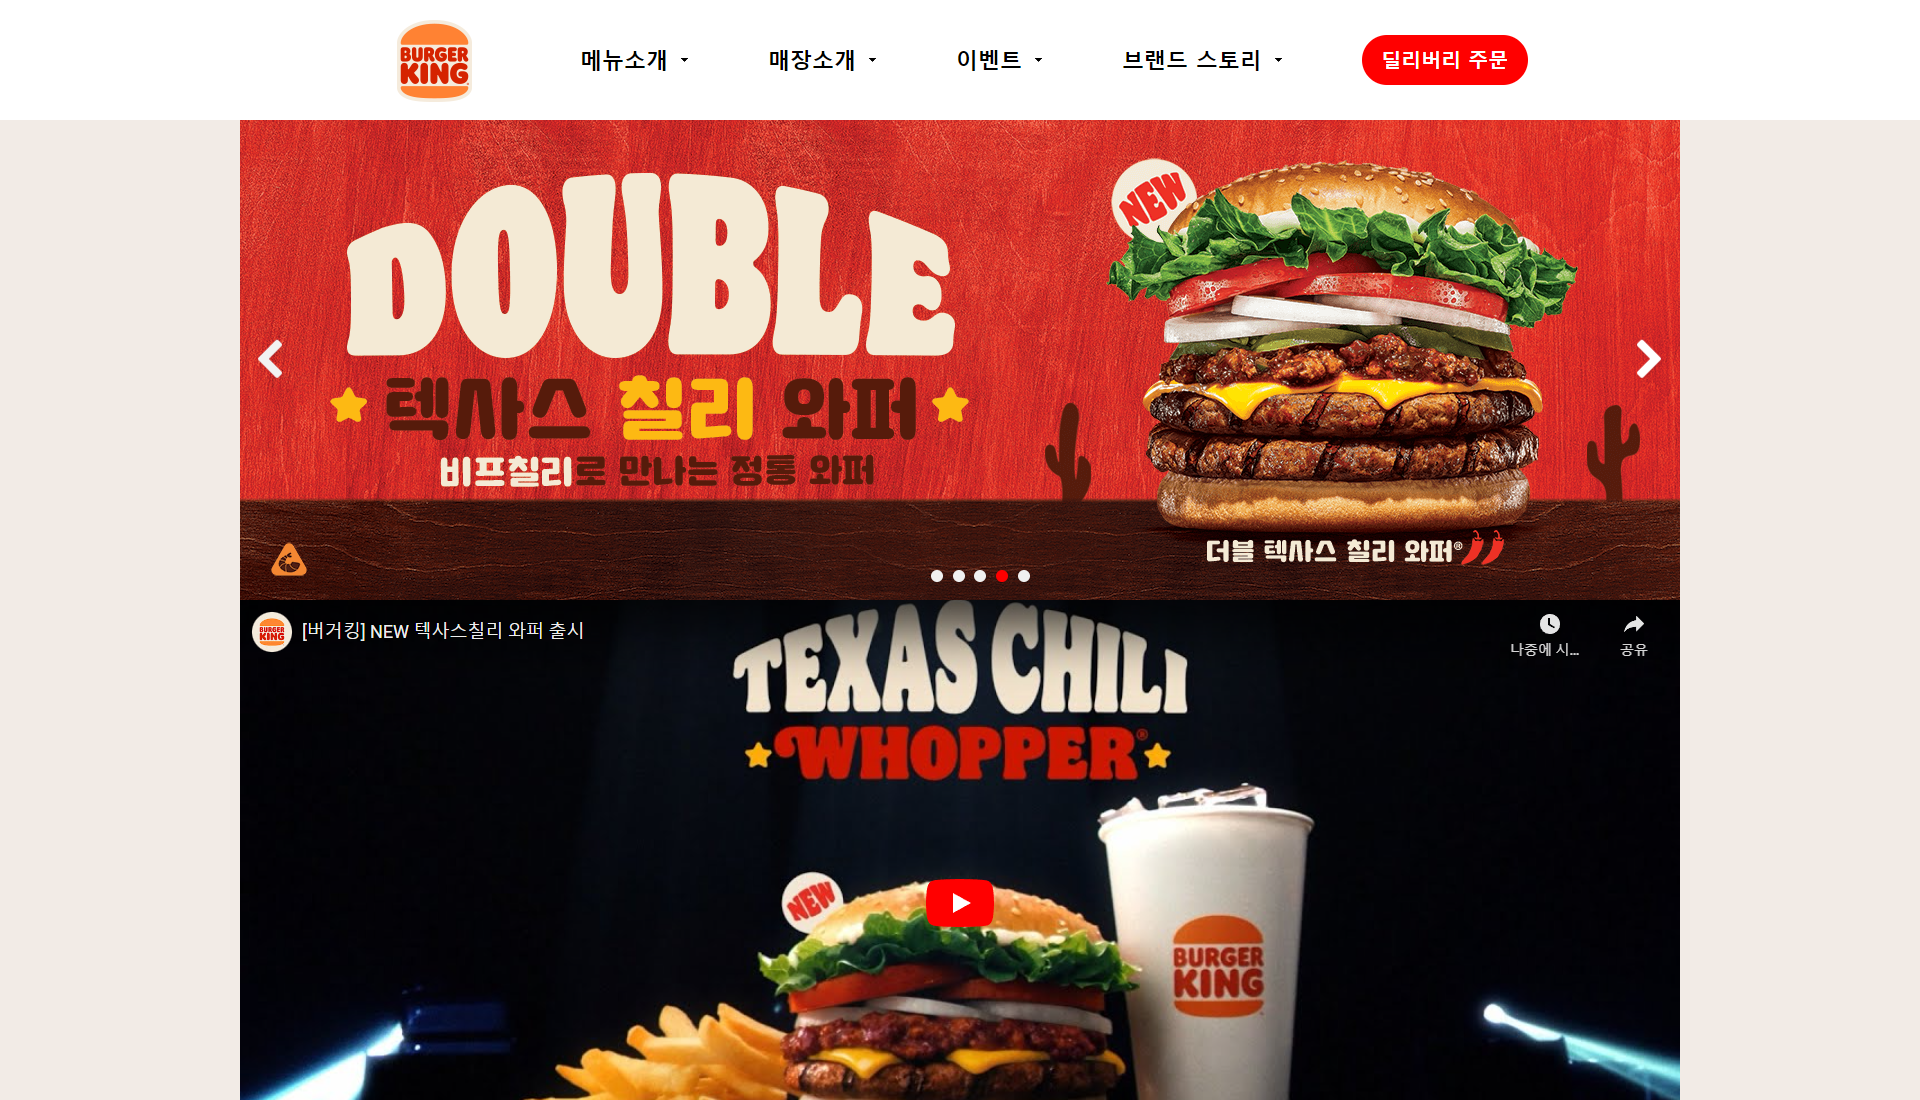 BURGER
KING
메뉴소개
매장소개
이벤트
브랜드 스토리
딜리버리 주문
DOUBLE
텍사스 칠리 와퍼
비프칠리로 만나는 정통 와퍼
NEW
더블 텍사스 칠리 와퍼®
BURGER
KING
[버거킹] NEW 텍사스칠리 와퍼 출시
나중에 시...
공유
TEXAS CHILI
WHOPPER®
NEW
BURGER
KING